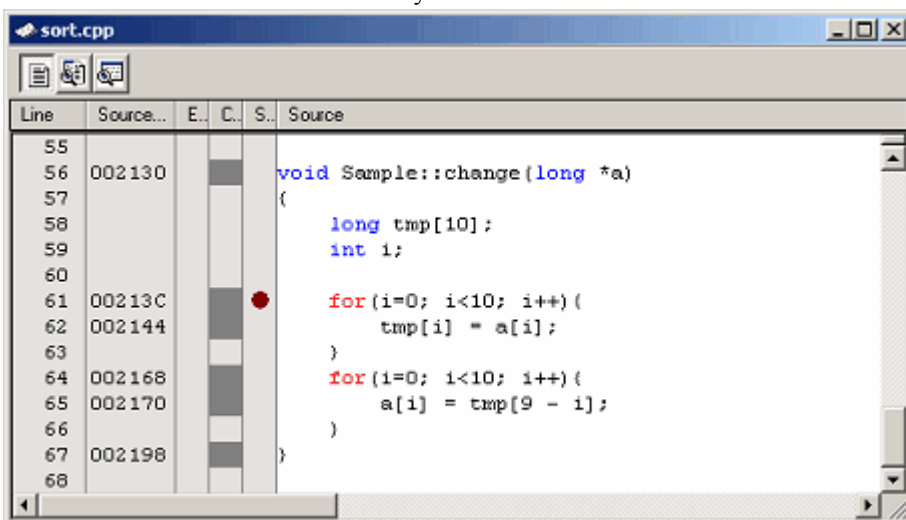 sort.cpp
Line Source... E.. C.. S.. Source
55
56 002130 void Sample::change(long *a)
57 {
58 long tmp[10];
59 int i;
60
61 00213C for(i=0; i<10; i++){
62 002144 tmp[i] = a[i];
63 }
64 002168 for(i=0; i<10; i++){
65 002170 a[i] = tmp[9 - i];
66 }
67 002198 }
68